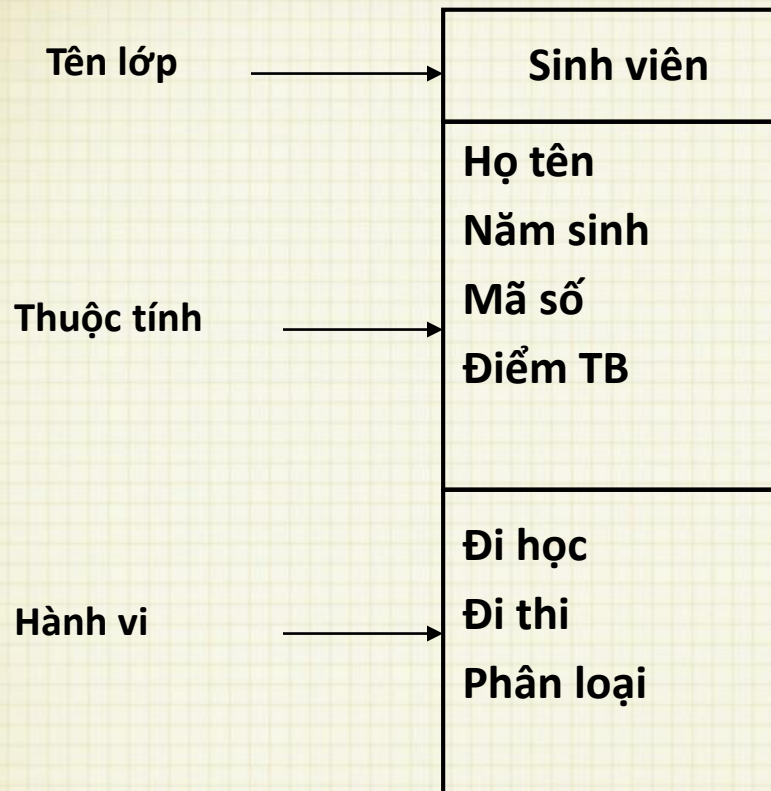 Tên lớp
Sinh viên
Họ tên
Năm sinh
Mã số
Điểm TB
Thuộc tính
Đi học
Đi thi
Phân loại
Hành vi